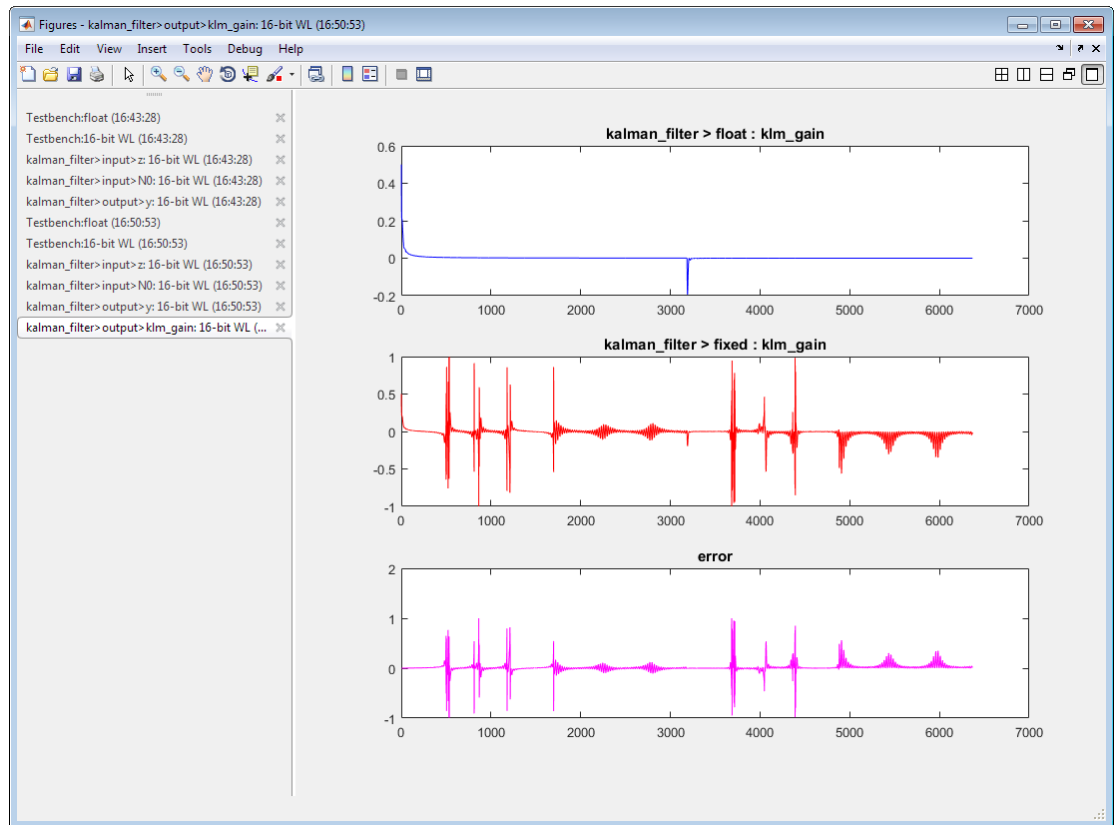 Figures - kalman_filter>output>klm_gain: 16-bit WL (16:50:53)
File Edit View Insert Tools Debug Help
Testbench:float (16:43:28)
Testbench:16-bit WL (16:43:28)
kalman_filter>input>z: 16-bit WL (16:43:28)
kalman_filter>input>N0: 16-bit WL (16:43:28)
kalman_filter>output>y: 16-bit WL (16:43:28)
Testbench:float (16:50:53)
Testbench:16-bit WL (16:50:53)
kalman_filter>input>z: 16-bit WL (16:50:53)
kalman_filter>input>N0: 16-bit WL (16:50:53)
kalman_filter>output>y: 16-bit WL (16:50:53)
kalman_filter>output>klm_gain: 16-bit WL (...
kalman_filter > float : klm_gain
0.6
0.4
0.2
0
-0.2
0 1000 2000 3000 4000 5000 6000 7000
kalman_filter > fixed : klm_gain
1
0.5
0
-0.5
-1
0 1000 2000 3000 4000 5000 6000 7000
error
2
1
0
-1
0 1000 2000 3000 4000 5000 6000 7000